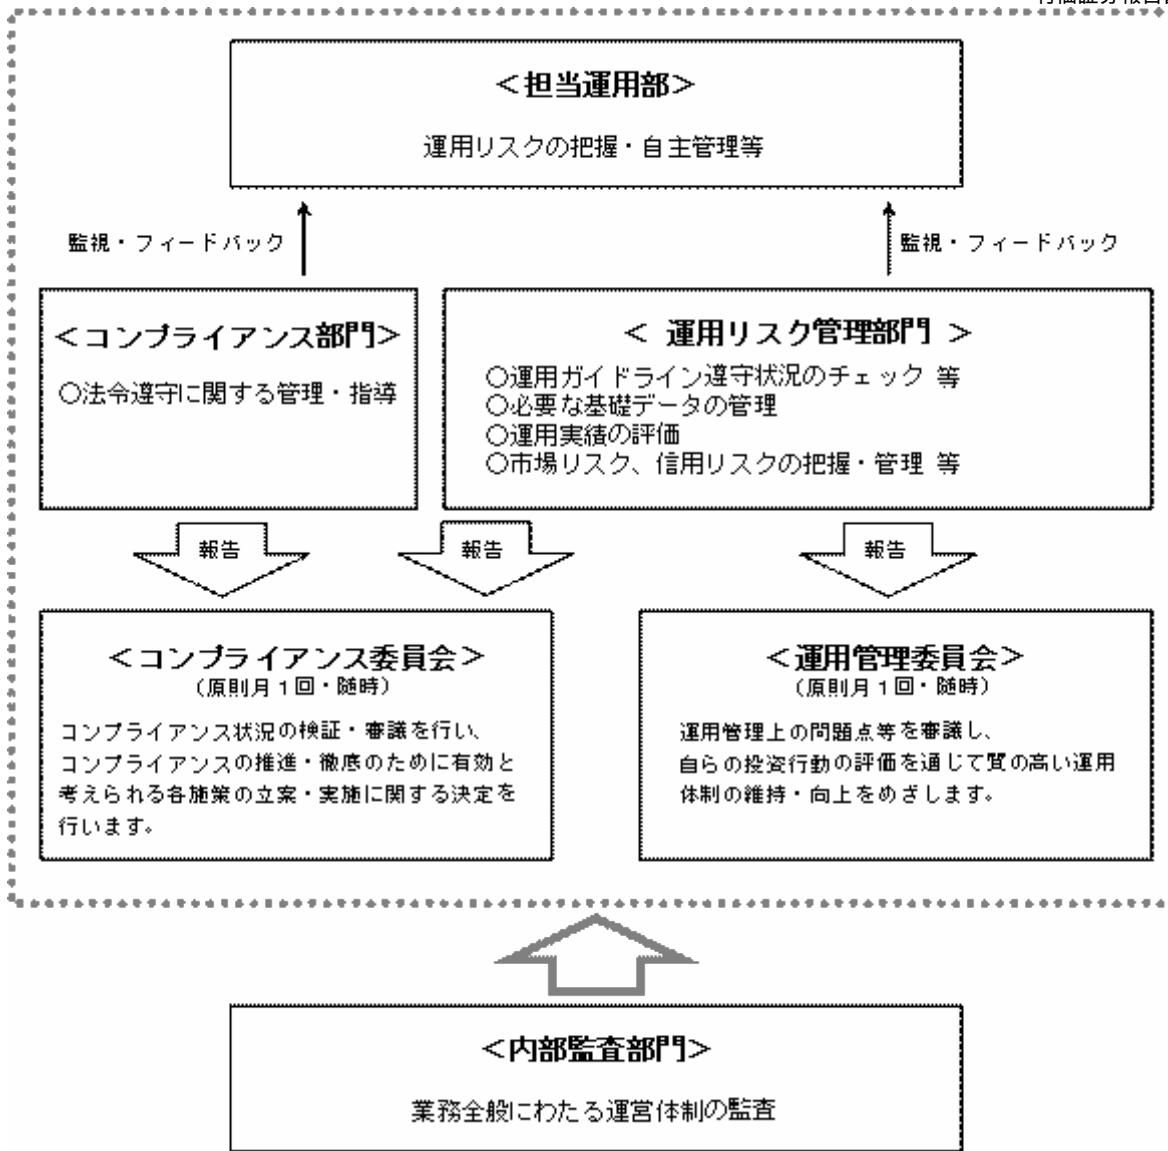 ＜担当運用部＞
運用リスクの把握・自主管理等
監視・フィードバック
監視・フィードバック
＜コンプライアンス部門＞
○法令遵守に関する管理・指導
＜ 運用リスク管理部門 ＞
○運用ガイドライン遵守状況のチェック 等
○必要な基礎データの管理
○運用実績の評価
○市場リスク、信用リスクの把握・管理 等
報告
報告
報告
＜コンプライアンス委員会＞
（原則月１回・随時）
コンプライアンス状況の検証・審議を行い、
コンプライアンスの推進・徹底のために有効と
考えられる各施策の立案・実施に関する決定を
行います。
＜運用管理委員会＞
（原則月１回・随時）
運用管理上の問題点等を審議し、
自らの投資行動の評価を通じて質の高い運用
体制の維持・向上をめざします。
＜内部監査部門＞
業務全般にわたる運営体制の監査